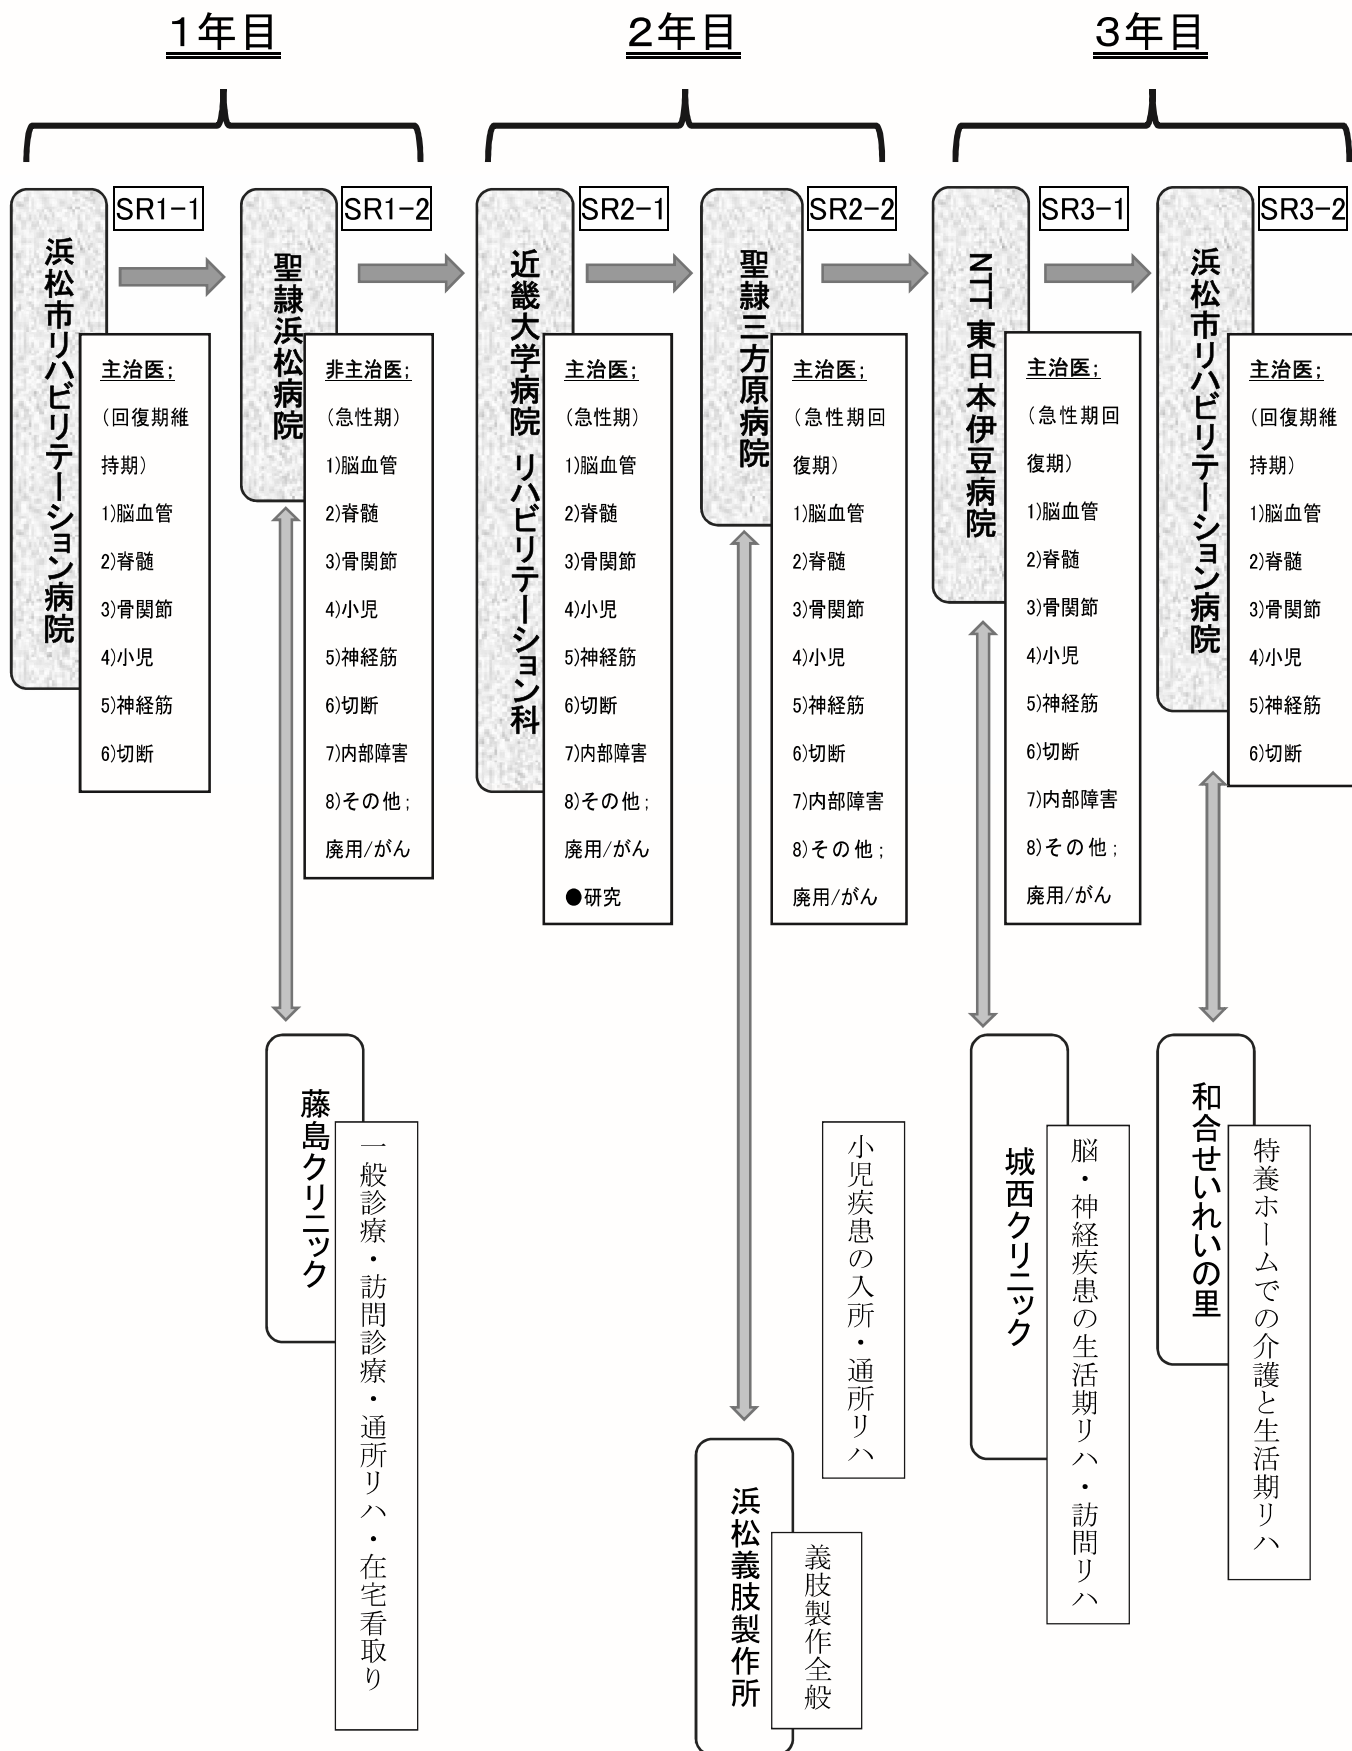 1年目
2年目
3年目
浜松市リハビリテーション病院
SR1-1
主治医;
(回復期維
持期)
1)脳血管
2)脊髄
3)骨関節
4)小児
5)神経筋
6)切断
聖隷浜松病院
SR1-2
非主治医;
(急性期)
1)脳血管
2)脊髄
3)骨関節
4)小児
5)神経筋
6)切断
7)内部障害
8)その他;
廃用/がん
近畿大学病院 リハビリテーション科
SR2-1
主治医;
(急性期)
1)脳血管
2)脊髄
3)骨関節
4)小児
5)神経筋
6)切断
7)内部障害
8)その他;
廃用/がん
●研究
聖隷三方原病院
SR2-2
主治医;
(急性期回
復期)
1)脳血管
2)脊髄
3)骨関節
4)小児
5)神経筋
6)切断
7)内部障害
8)その他;
廃用/がん
NTT 東日本伊豆病院
SR3-1
主治医;
(急性期回
復期)
1)脳血管
2)脊髄
3)骨関節
4)小児
5)神経筋
6)切断
7)内部障害
8)その他;
廃用/がん
浜松市リハビリテーション病院
SR3-2
主治医;
(回復期維
持期)
1)脳血管
2)脊髄
3)骨関節
4)小児
5)神経筋
6)切断
藤島クリニック
一般診療・訪問診療・通所リハ・在宅看取り
小児疾患の入所・通所リハ
浜松義肢製作所
義肢製作全般
城西クリニック
脳・神経疾患の生活期リハ・訪問リハ
和合せいれいの里
特養ホームでの介護と生活期リハ